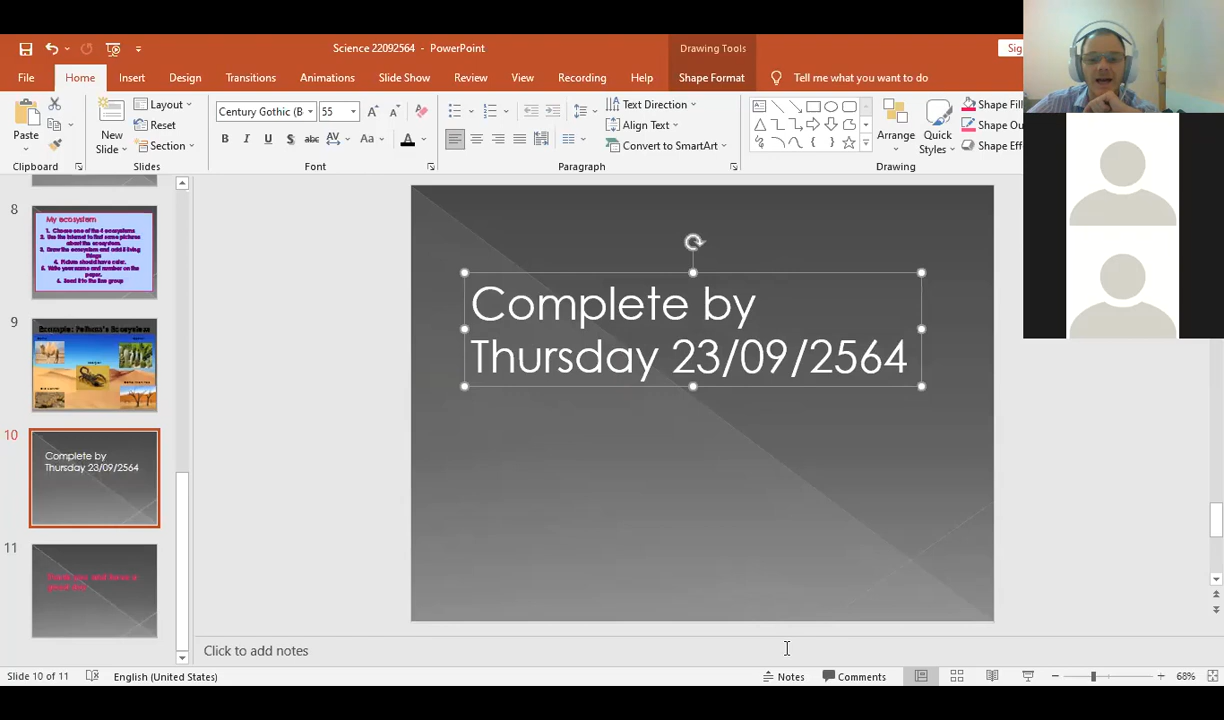 Science 22092564 - PowerPoint
Drawing Tools
Sig
File
Home
Insert
Design
Transitions
Animations
Slide Show
Review
View
Recording
Help
Shape Format
Tell me what you want to do
Paste
New
Slide
Layout
Reset
Section
Century Gothic (B
55
B I U S abc AV Aa A
Text Direction
Align Text
Convert to SmartArt
Arrange
Quick
Styles
Shape Fill
Shape Ou
Shape Eff
Clipboard
Slides
Font
Paragraph
Drawing
8
My ecosystem
1. Choose one of the 4 ecosystems
2. Use the internet to find some pictures
about the ecosystem.
3. Draw the ecosystem and add 5 living
things
4. Picture should have color.
5. Write your name and number on the
paper.
6. Send it to the line group
9
10
Complete by
Thursday 23/09/2564
11
Complete by
Thursday 23/09/2564
Click to add notes
Slide 10 of 11
English (United States)
Notes
Comments
68%